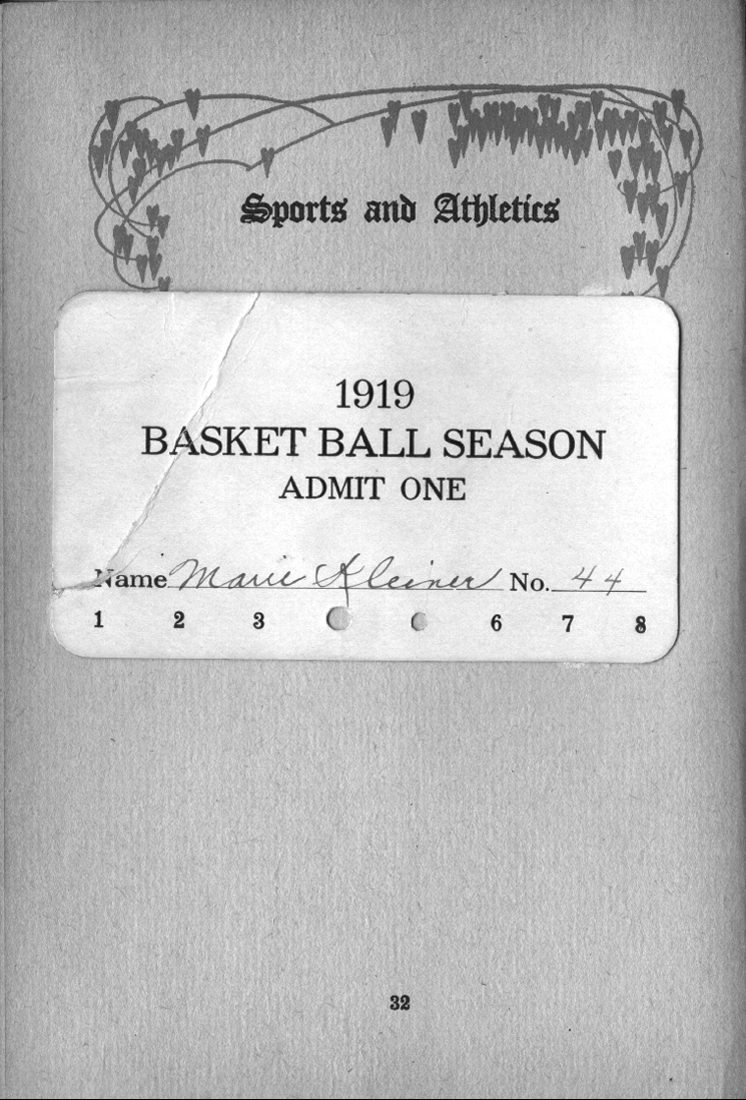 Sports and Athletics
1919
BASKET BALL SEASON
ADMIT ONE
Name Marie Kleiner No. 44
1 2 3 6 7 8
32